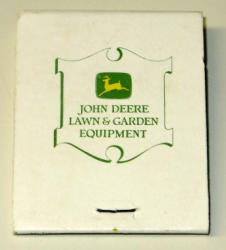 JOHN DEERE
LAWN & GARDEN
EQUIPMENT